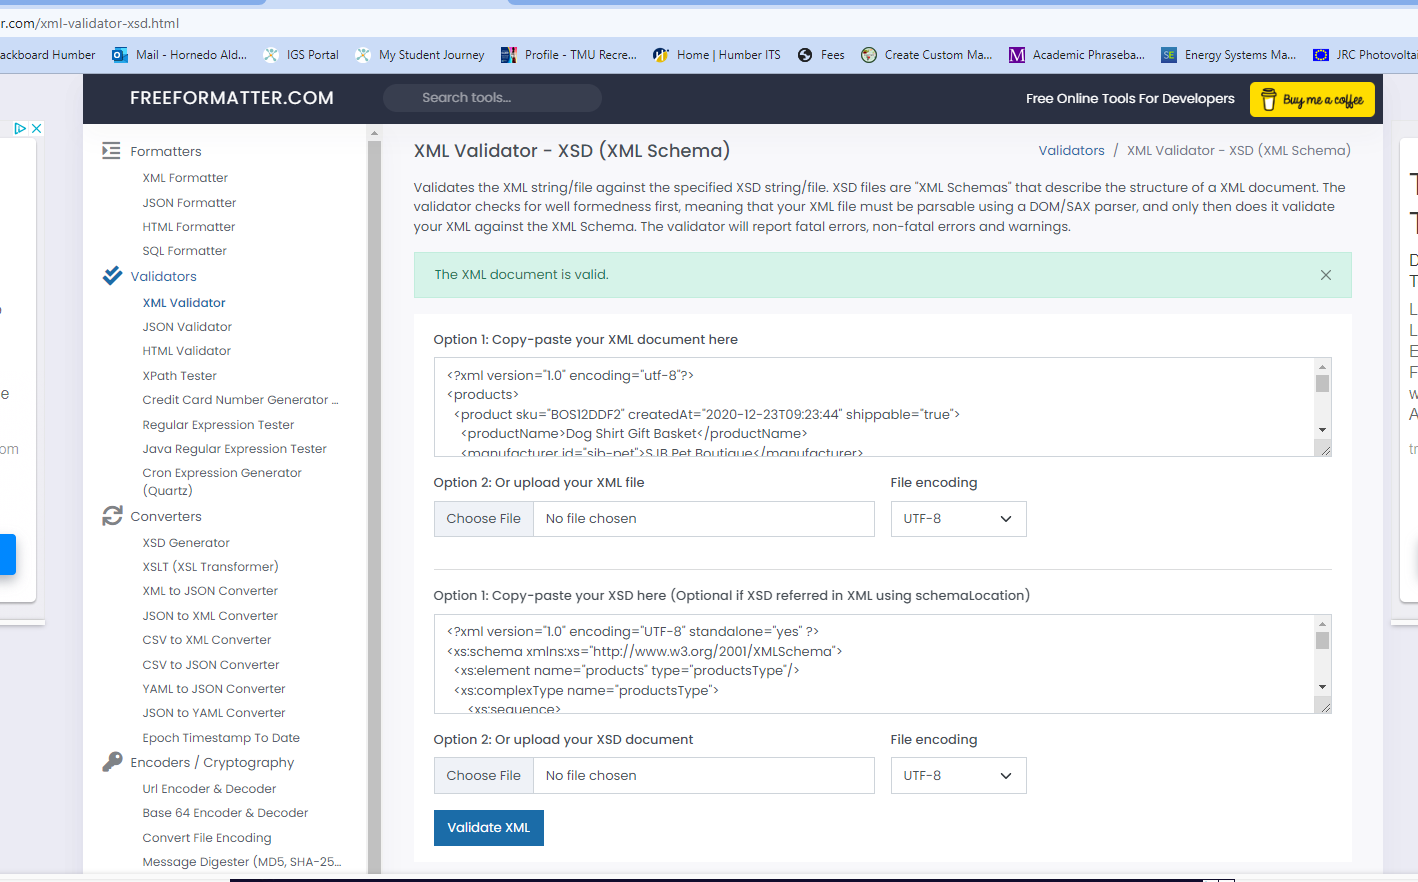 r.com/xml-validator-xsd.html
ackboard Humber
Mail - Hornedo Ald...
IGS Portal
My Student Journey
Profile - TMU Recre...
Home | Humber ITS
Fees
Create Custom Ma...
M
Academic Phraseba...
SE
Energy Systems Ma...
JRC Photovoltai
FREEFORMATTER.COM
Search tools...
Free Online Tools For Developers
Buy me a coffee
Formatters
XML Formatter
JSON Formatter
HTML Formatter
SQL Formatter
Validators
XML Validator
JSON Validator
HTML Validator
XPath Tester
Credit Card Number Generator ...
Regular Expression Tester
Java Regular Expression Tester
Cron Expression Generator
(Quartz)
Converters
XSD Generator
XSLT (XSL Transformer)
XML to JSON Converter
JSON to XML Converter
CSV to XML Converter
CSV to JSON Converter
YAML to JSON Converter
JSON to YAML Converter
Epoch Timestamp To Date
Encoders / Cryptography
Url Encoder & Decoder
Base 64 Encoder & Decoder
Convert File Encoding
Message Digester (MD5, SHA-25...
XML Validator - XSD (XML Schema)
Validators / XML Validator - XSD (XML Schema)
Validates the XML string/file against the specified XSD string/file. XSD files are "XML Schemas" that describe the structure of a XML document. The
validator checks for well formedness first, meaning that your XML file must be parsable using a DOM/SAX parser, and only then does it validate
your XML against the XML Schema. The validator will report fatal errors, non-fatal errors and warnings.
The XML document is valid.
Option 1: Copy-paste your XML document here
<?xml version="1.0" encoding="utf-8"?>
<products>
<product sku="BOS12DDF2" createdAt="2020-12-23T09:23:44" shippable="true">
<productName>Dog Shirt Gift Basket</productName>
<manufacturer id="sjb-pet">SJB Pet Boutique</manufacturer>
Option 2: Or upload your XML file
File encoding
Choose File
No file chosen
UTF-8
Option 1: Copy-paste your XSD here (Optional if XSD referred in XML using schemaLocation)
<?xml version="1.0" encoding="UTF-8" standalone="yes" ?>
<xs:schema xmlns:xs="http://www.w3.org/2001/XMLSchema">
<xs:element name="products" type="productsType"/>
<xs:complexType name="productsType">
<xs:sequence>
Option 2: Or upload your XSD document
File encoding
Choose File
No file chosen
UTF-8
Validate XML
e
om
T
T
D
T
L
L
E
F
w
A
tr